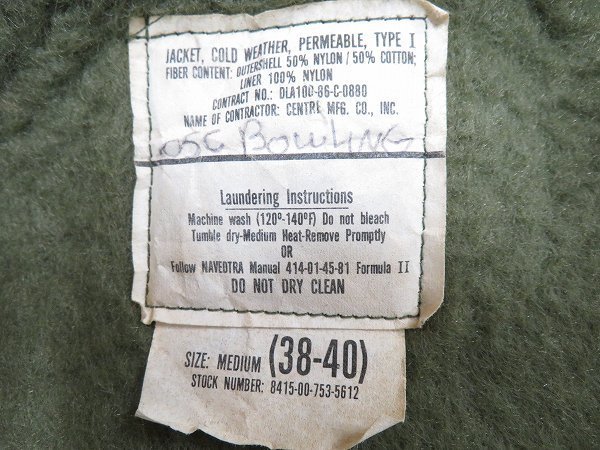 JACKET, COLD WEATHER, PERMEABLE, TYPE I
FIBER CONTENT: OUTERSHELL 50% NYLON / 50% COTTON;
LINER 100% NYLON
CONTRACT NO.: DLA100-86-C-0880
NAME OF CONTRACTOR: CENTRE MFG. CO., INC.
OSC BOWLING
Laundering Instructions
Machine wash (120º-140ºF) Do not bleach
Tumble dry-Medium Heat-Remove Promptly
OR
Follow NAVEDTRA Manual 414-01-45-81 Formula II
DO NOT DRY CLEAN
SIZE: MEDIUM (38-40)
STOCK NUMBER: 8415-00-753-5612